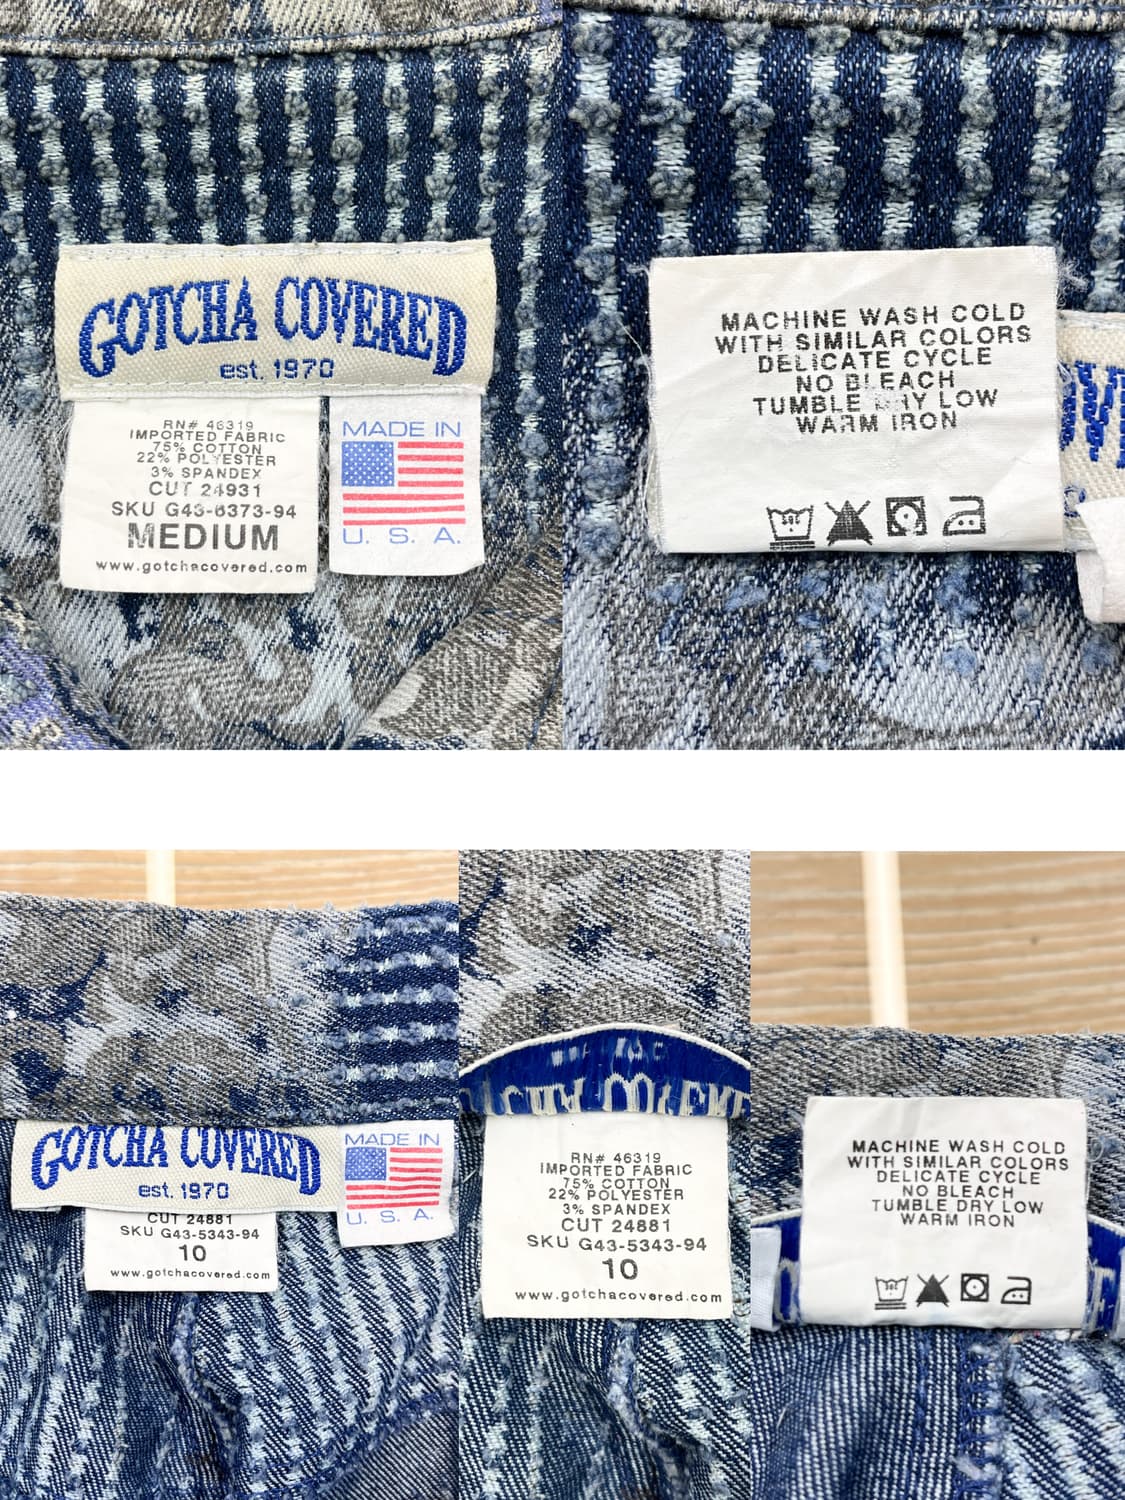 GOTCHA COVERED
est. 1970
RN# 46319
IMPORTED FABRIC
75% COTTON
22% POLYESTER
3% SPANDEX
CUT 24931
SKU G43-6373-94
MEDIUM
www.gotchacovered.com
MADE IN
U. S. A.
MACHINE WASH COLD
WITH SIMILAR COLORS
DELICATE CYCLE
NO BLEACH
TUMBLE DRY LOW
WARM IRON
GOTCHA COVERED
est. 1970
CUT 24881
SKU G43-5343-94
10
www.gotchacovered.com
MADE IN
U. S. A.
RN# 46319
IMPORTED FABRIC
75% COTTON
22% POLYESTER
3% SPANDEX
CUT 24881
SKU G43-5343-94
10
www.gotchacovered.com
MACHINE WASH COLD
WITH SIMILAR COLORS
DELICATE CYCLE
NO BLEACH
TUMBLE DRY LOW
WARM IRON